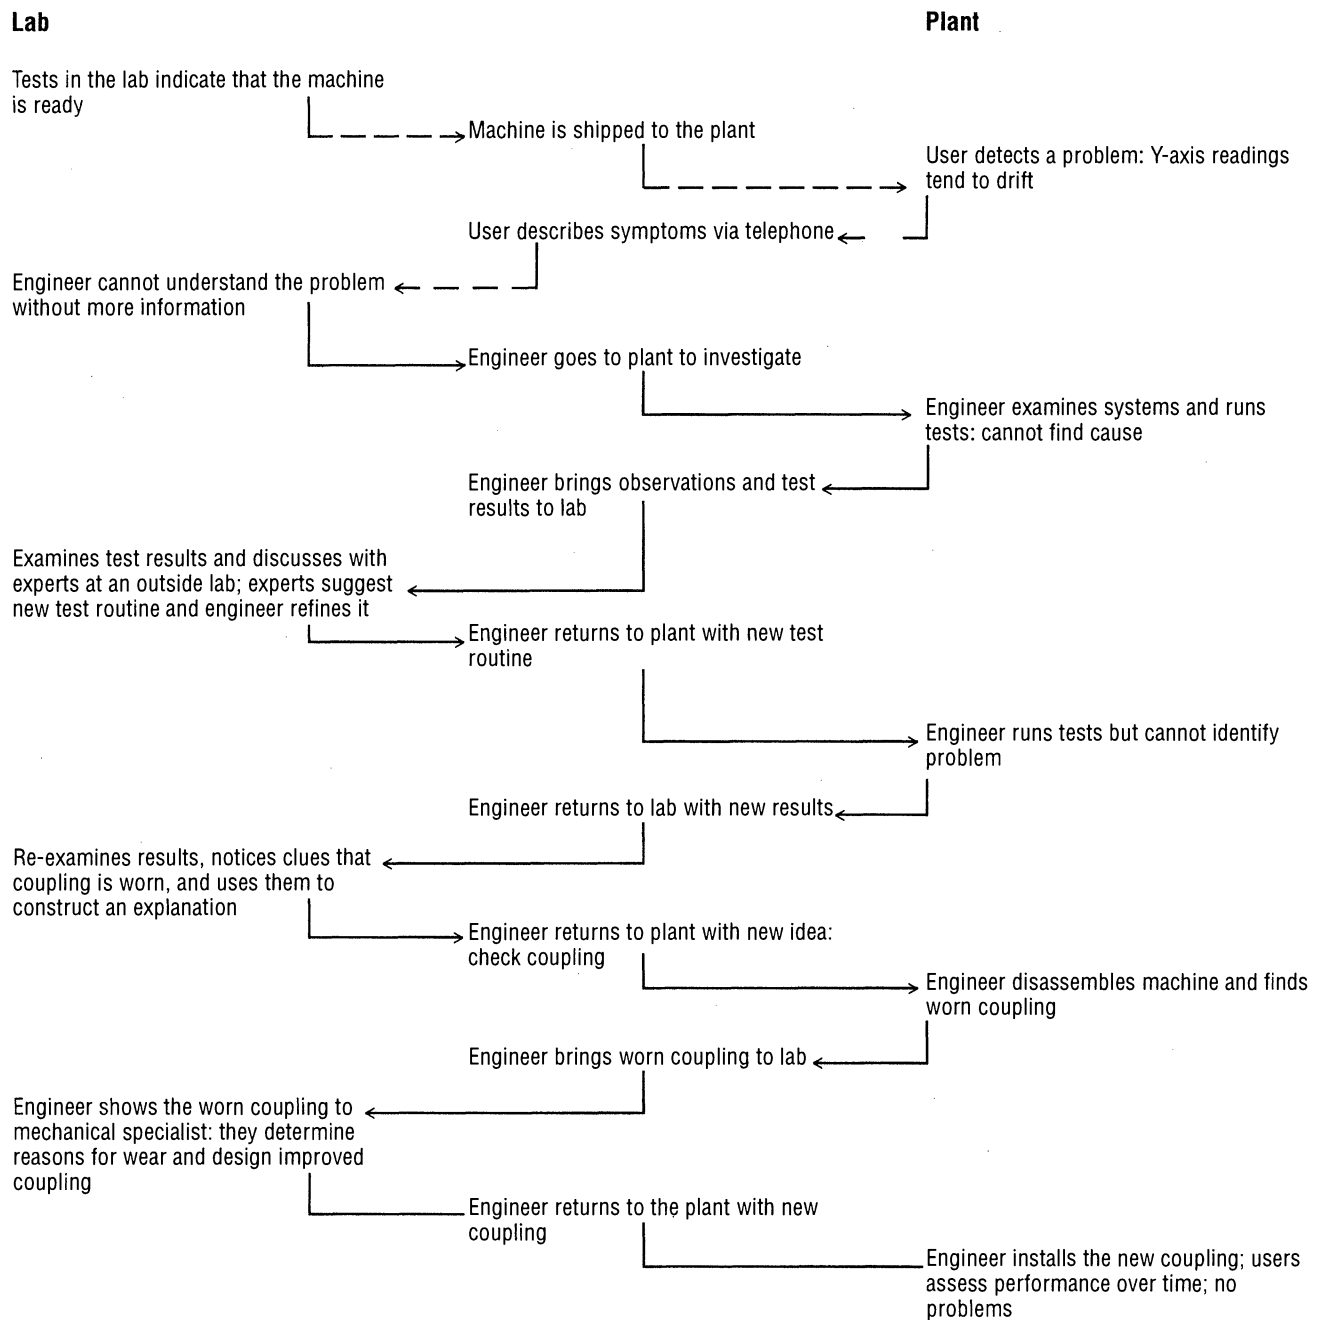 Lab
Plant
Tests in the lab indicate that the machine
is ready
Machine is shipped to the plant
User detects a problem: Y-axis readings
tend to drift
User describes symptoms via telephone
Engineer cannot understand the problem
without more information
Engineer goes to plant to investigate
Engineer examines systems and runs
tests: cannot find cause
Engineer brings observations and test
results to lab
Examines test results and discusses with
experts at an outside lab; experts suggest
new test routine and engineer refines it
Engineer returns to plant with new test
routine
Engineer runs tests but cannot identify
problem
Engineer returns to lab with new results
Re-examines results, notices clues that
coupling is worn, and uses them to
construct an explanation
Engineer returns to plant with new idea:
check coupling
Engineer disassembles machine and finds
worn coupling
Engineer brings worn coupling to lab
Engineer shows the worn coupling to
mechanical specialist: they determine
reasons for wear and design improved
coupling
Engineer returns to the plant with new
coupling
Engineer installs the new coupling; users
assess performance over time; no
problems